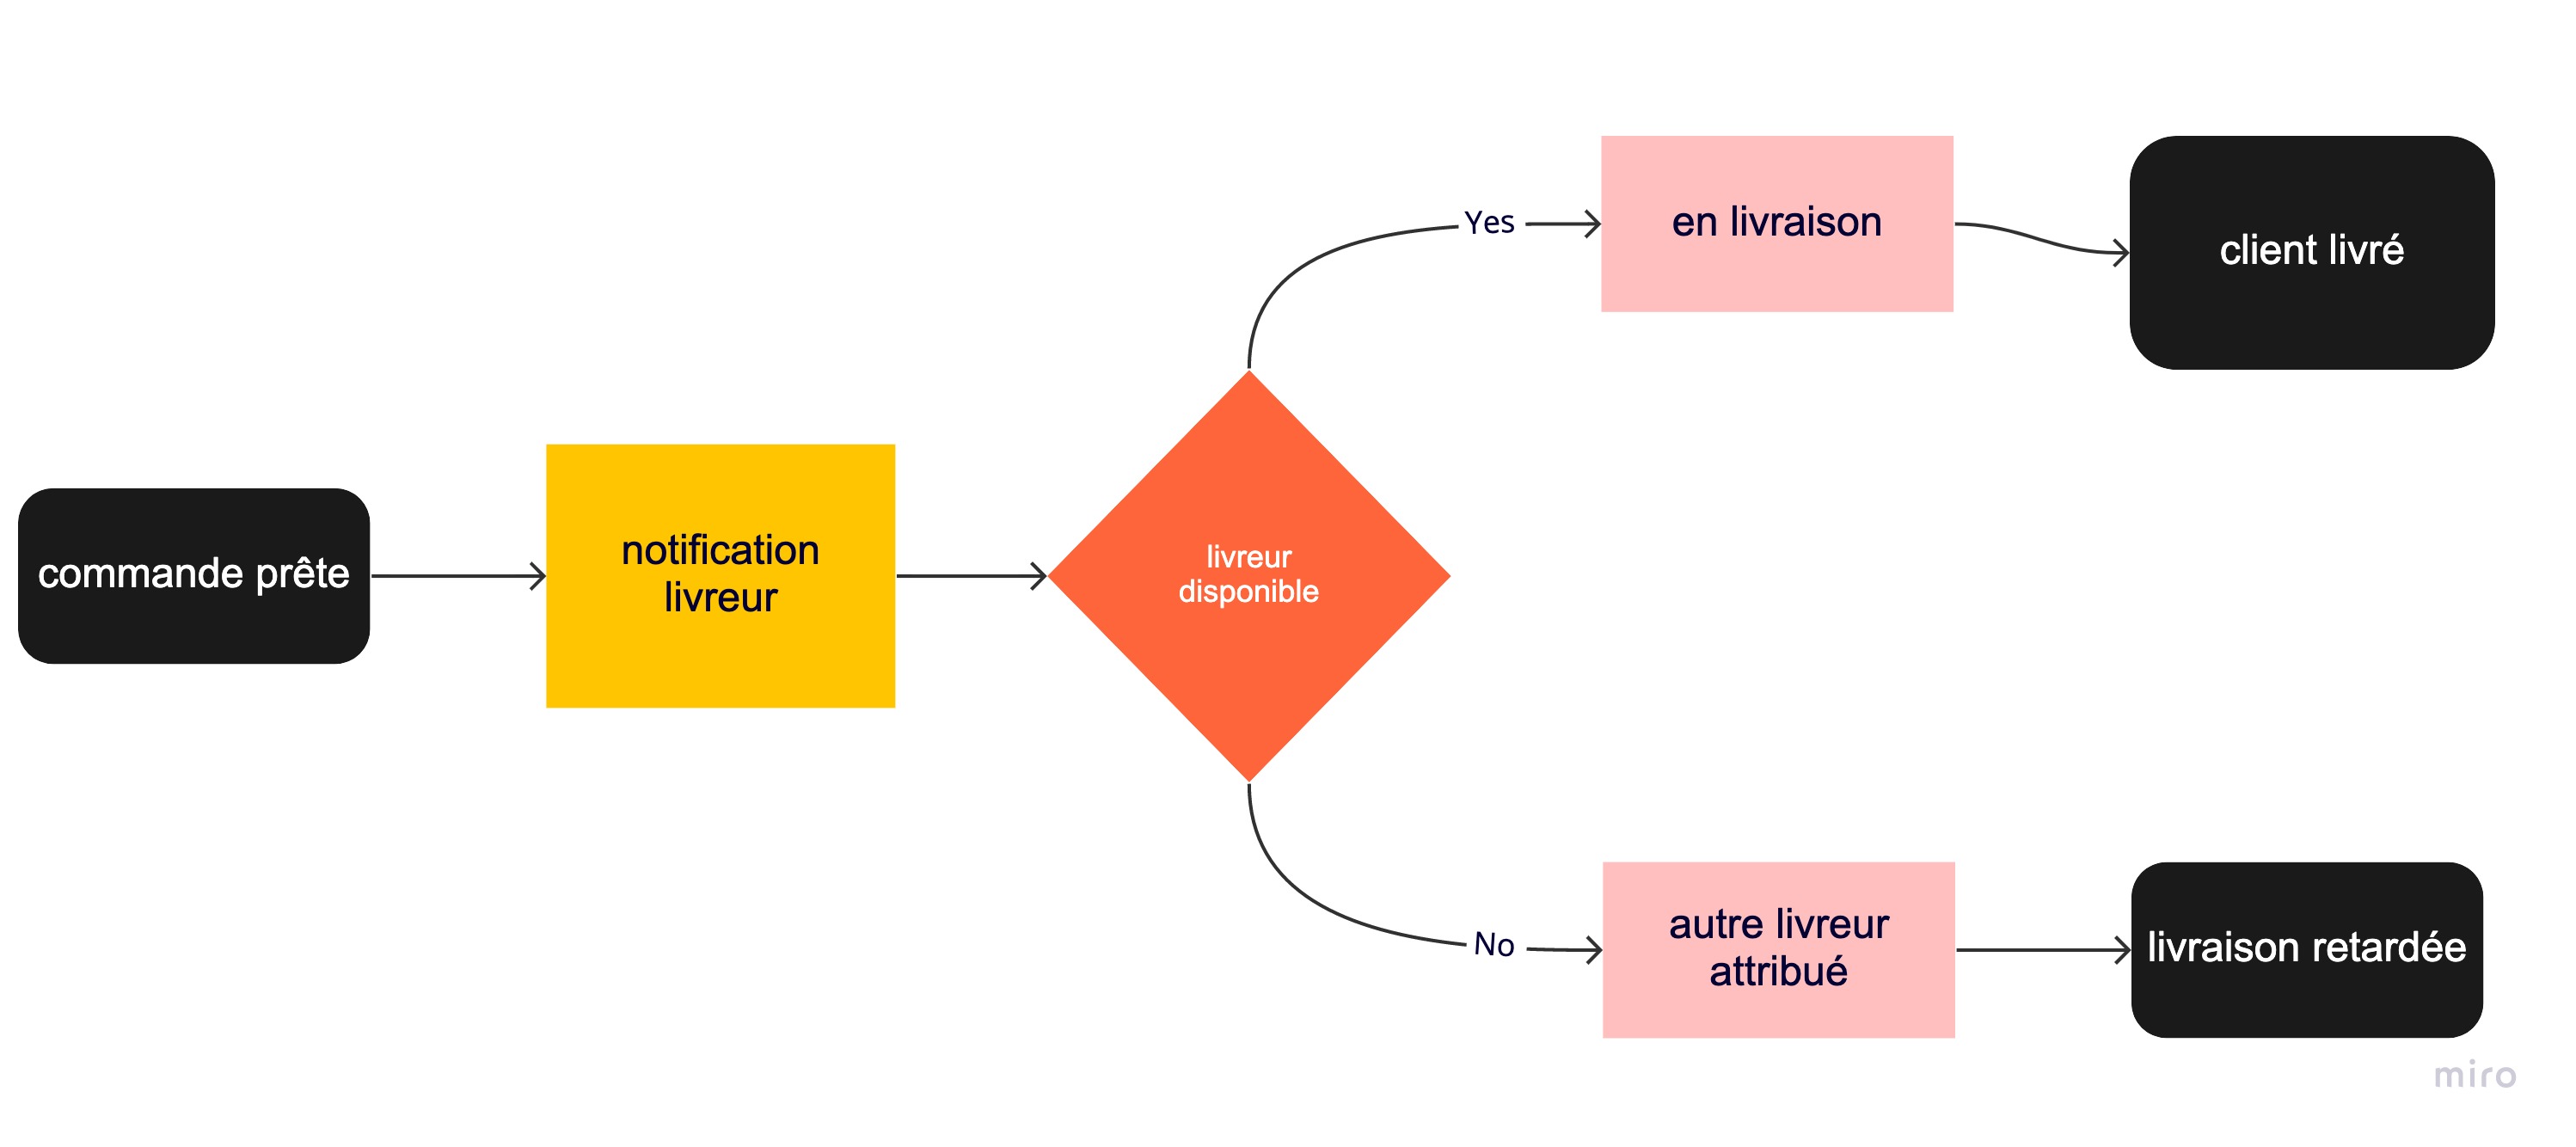 commande prête
notification
livreur
livreur
disponible
Yes
en livraison
client livré
No
autre livreur
attribué
livraison retardée
miro